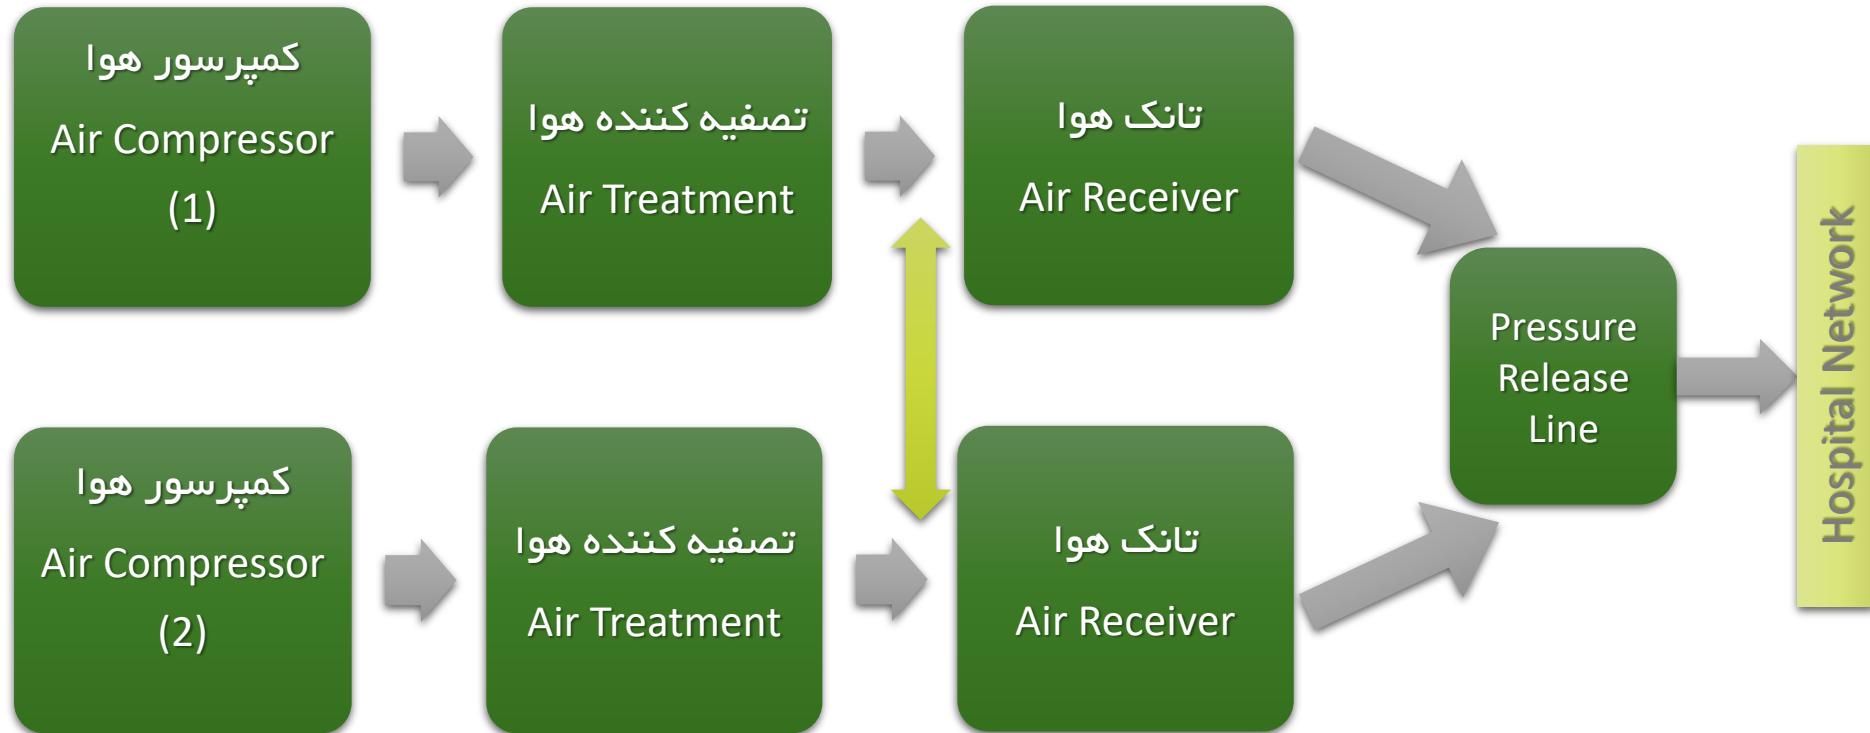 کمپرسور هوا
Air Compressor
(1)
تصفیه کننده هوا
Air Treatment
تانک هوا
Air Receiver
Pressure
Release
Line
Hospital Network
کمپرسور هوا
Air Compressor
(2)
تصفیه کننده هوا
Air Treatment
تانک هوا
Air Receiver